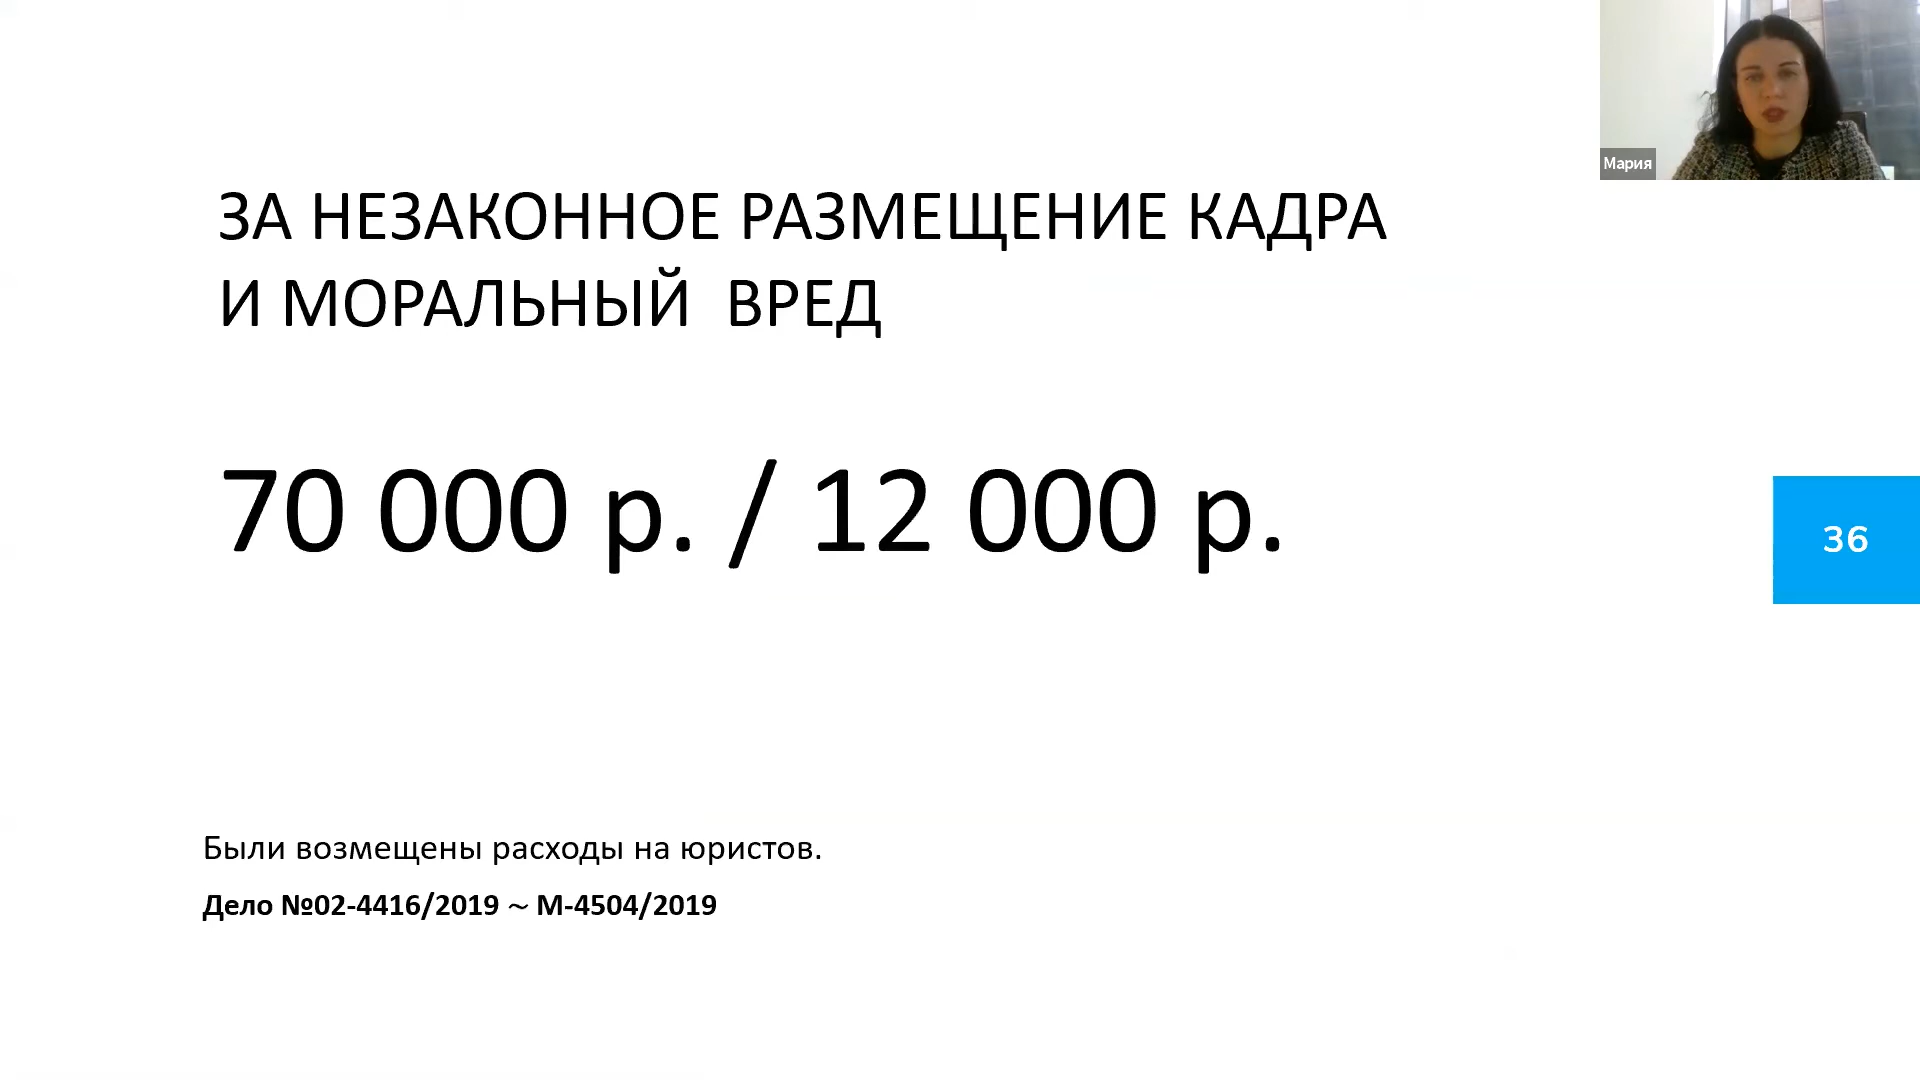 Мария
ЗА НЕЗАКОННОЕ РАЗМЕЩЕНИЕ КАДРА
И МОРАЛЬНЫЙ ВРЕД
70 000 р. / 12 000 р.
36
Были возмещены расходы на юристов.
Дело №02-4416/2019 ~ М-4504/2019